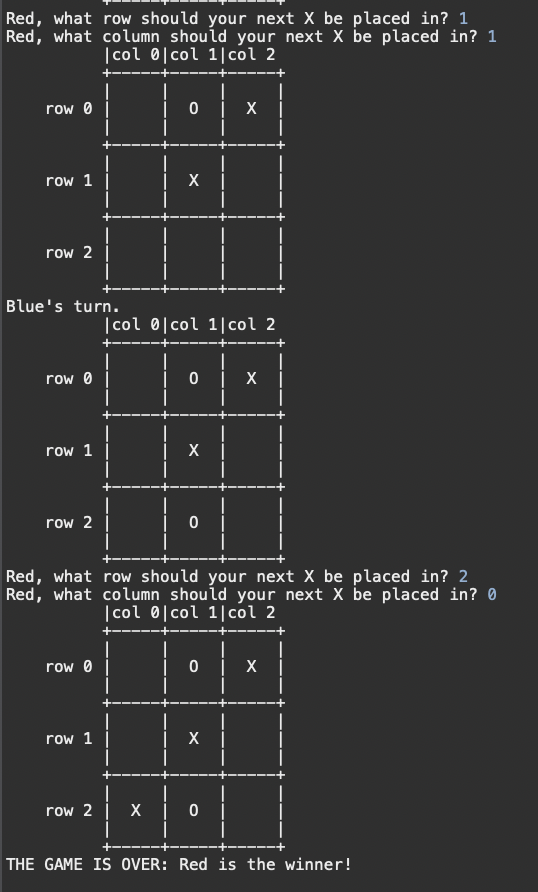 +-----+-----+-----+
Red, what row should your next X be placed in? 1
Red, what column should your next X be placed in? 1
          |col 0|col 1|col 2
          +-----+-----+-----+
          |     |     |     |
    row 0 |     |  O  |  X  |
          |     |     |     |
          +-----+-----+-----+
          |     |     |     |
    row 1 |     |  X  |     |
          |     |     |     |
          +-----+-----+-----+
          |     |     |     |
    row 2 |     |     |     |
          |     |     |     |
          +-----+-----+-----+
Blue's turn.
          |col 0|col 1|col 2
          +-----+-----+-----+
          |     |     |     |
    row 0 |     |  O  |  X  |
          |     |     |     |
          +-----+-----+-----+
          |     |     |     |
    row 1 |     |  X  |     |
          |     |     |     |
          +-----+-----+-----+
          |     |     |     |
    row 2 |     |  O  |     |
          |     |     |     |
          +-----+-----+-----+
Red, what row should your next X be placed in? 2
Red, what column should your next X be placed in? 0
          |col 0|col 1|col 2
          +-----+-----+-----+
          |     |     |     |
    row 0 |     |  O  |  X  |
          |     |     |     |
          +-----+-----+-----+
          |     |     |     |
    row 1 |     |  X  |     |
          |     |     |     |
          +-----+-----+-----+
          |     |     |     |
    row 2 |  X  |  O  |     |
          |     |     |     |
          +-----+-----+-----+
THE GAME IS OVER: Red is the winner!